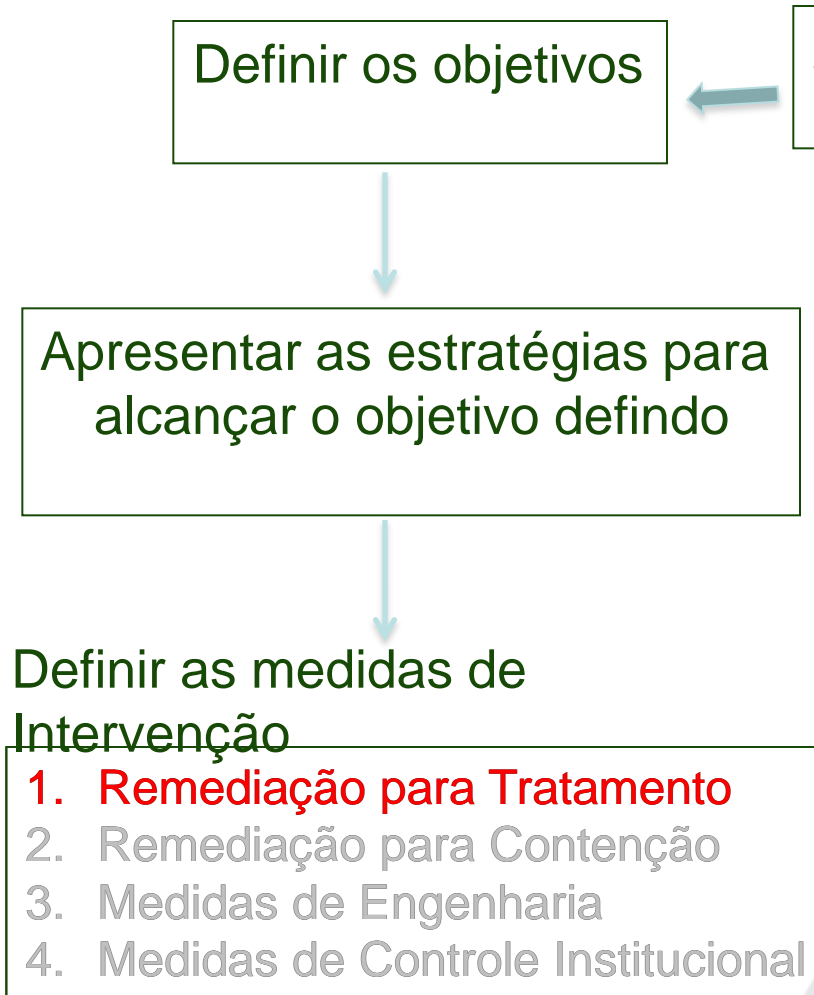 Definir os objetivos
Apresentar as estratégias para
alcançar o objetivo defindo
Definir as medidas de
Intervenção
1. Remediação para Tratamento
2. Remediação para Contenção
3. Medidas de Engenharia
4. Medidas de Controle Institucional